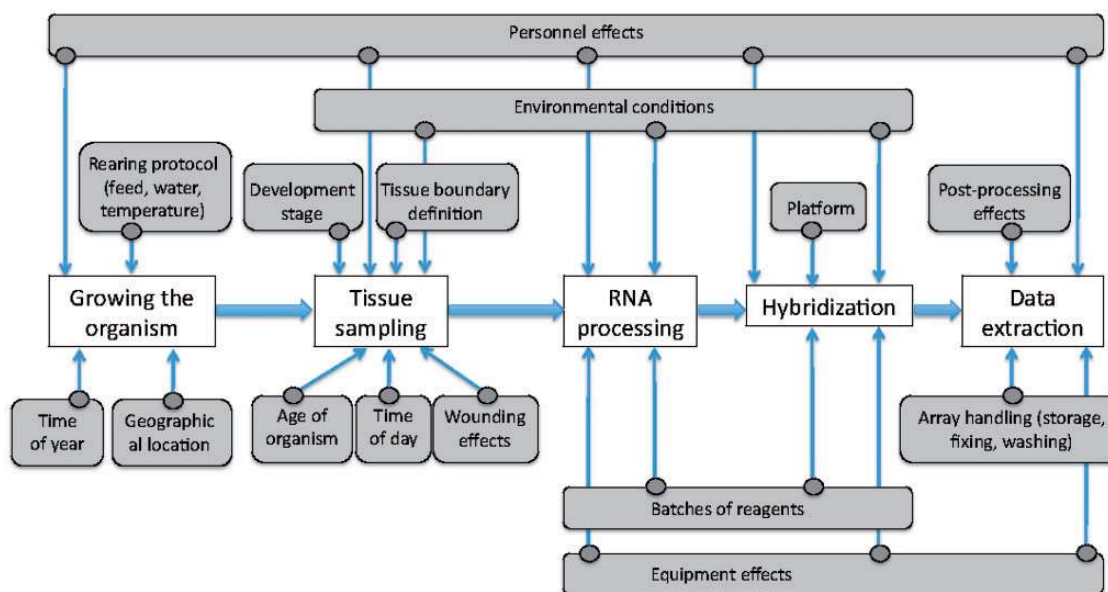 Personnel effects
Environmental conditions
Rearing protocol
(feed, water,
temperature)
Development
stage
Tissue boundary
definition
Platform
Post-processing
effects
Growing the
organism
Tissue
sampling
RNA
processing
Hybridization
Data
extraction
Time
of year
Geographic
al location
Age of
organism
Time
of day
Wounding
effects
Array handling (storage,
fixing, washing)
Batches of reagents
Equipment effects